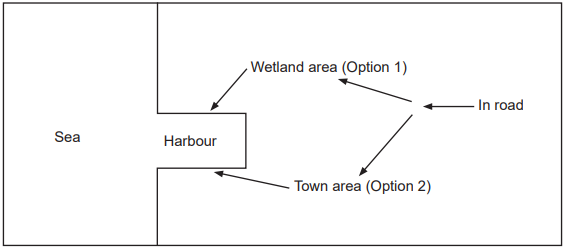 Wetland area (Option 1)
In road
Sea
Harbour
Town area (Option 2)